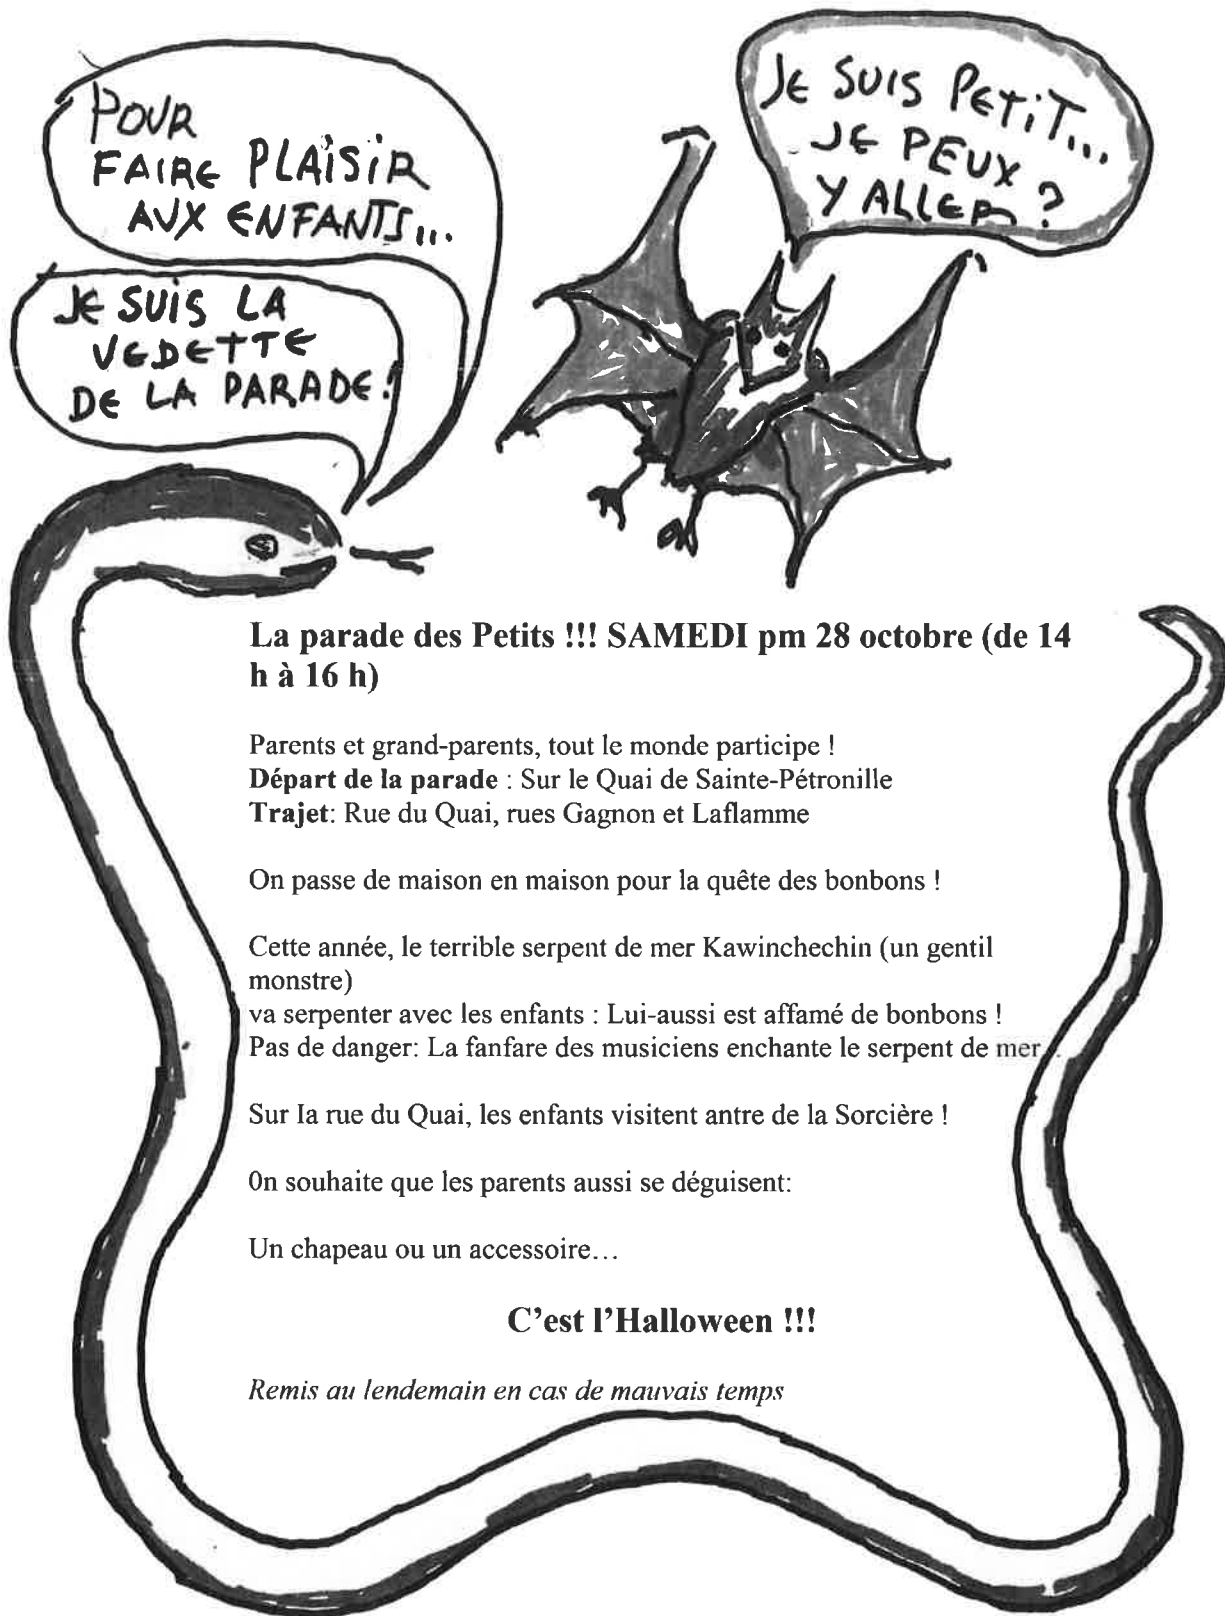 POUR
FAIRE PLAISIR
AUX ENFANTS...
JE SUIS LA
VEDETTE
DE LA PARADE!
JE SUIS PETIT...
JE PEUX
Y ALLER?
La parade des Petits !!! SAMEDI pm 28 octobre (de 14
h à 16 h)
Parents et grand-parents, tout le monde participe !
Départ de la parade : Sur le Quai de Sainte-Pétronille
Trajet: Rue du Quai, rues Gagnon et Laflamme
On passe de maison en maison pour la quête des bonbons !
Cette année, le terrible serpent de mer Kawinchechin (un gentil
monstre)
va serpenter avec les enfants : Lui-aussi est affamé de bonbons !
Pas de danger: La fanfare des musiciens enchante le serpent de mer..
Sur Ia rue du Quai, les enfants visitent antre de la Sorcière !
0n souhaite que les parents aussi se déguisent:
Un chapeau ou un accessoire…
C’est l’Halloween !!!
Remis au lendemain en cas de mauvais temps